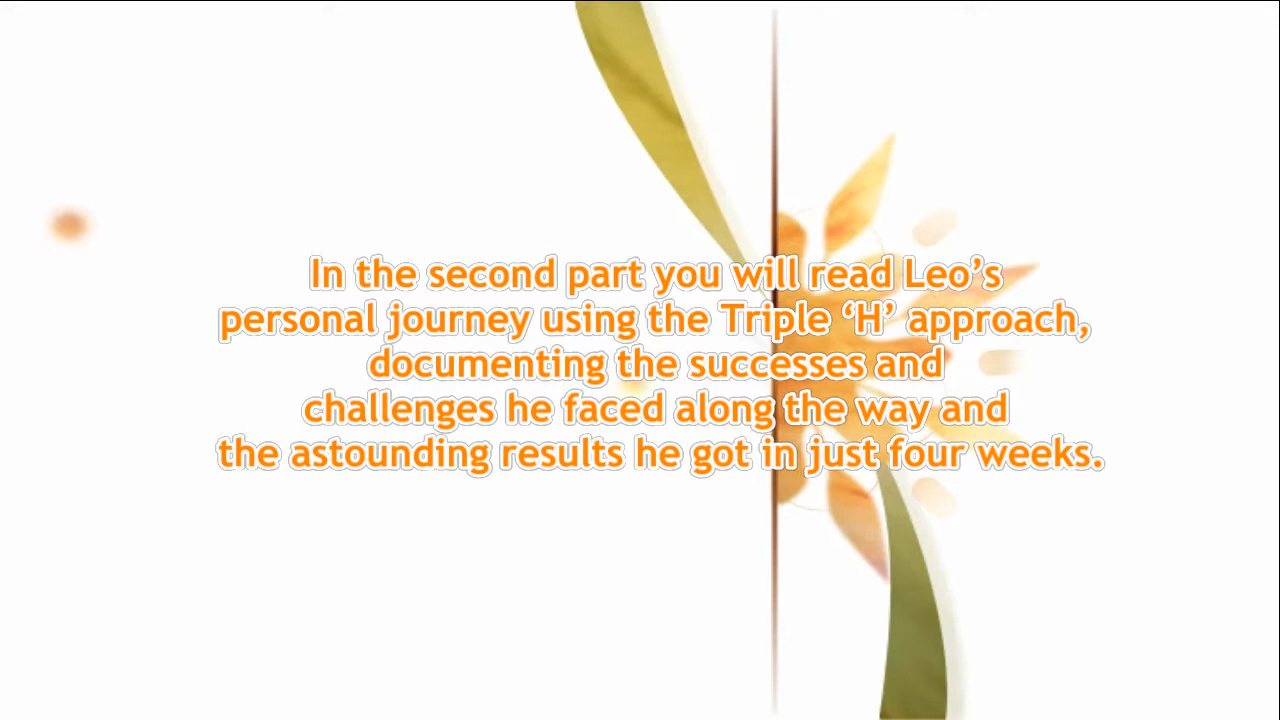 In the second part you will read Leo’s
personal journey using the Triple ‘H’ approach,
documenting the successes and
challenges he faced along the way and
the astounding results he got in just four weeks.